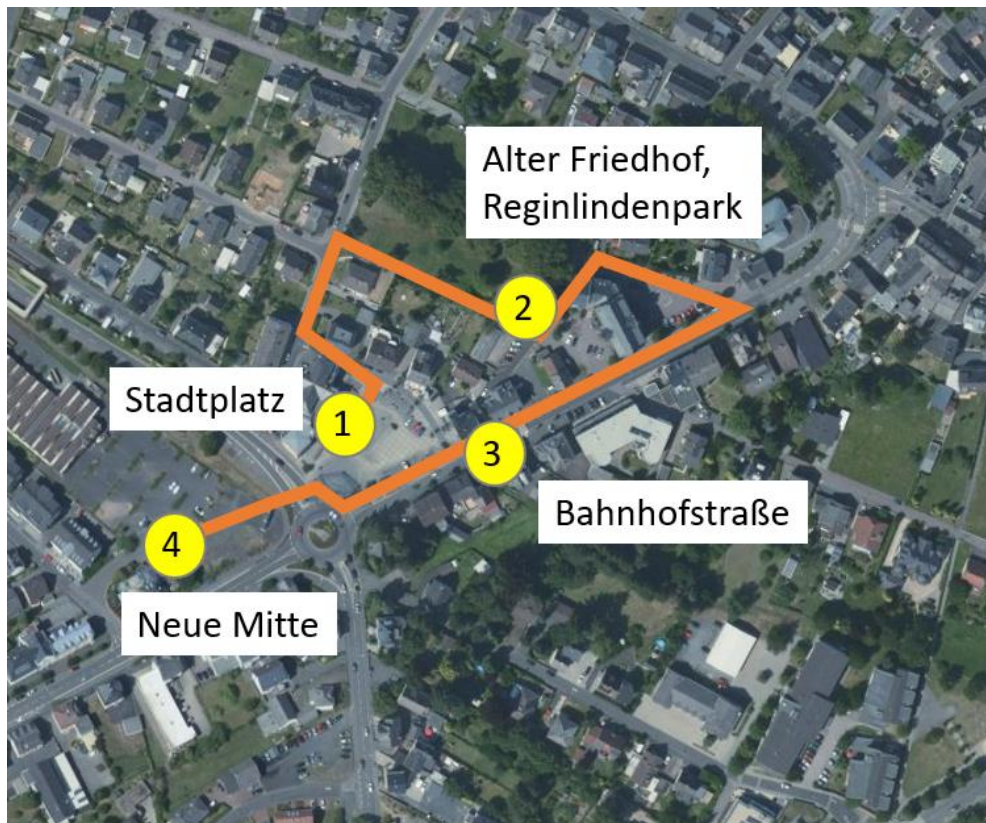 Alter Friedhof,
Reginlindenpark
2
Stadtplatz
1
3
Bahnhofstraße
4
Neue Mitte